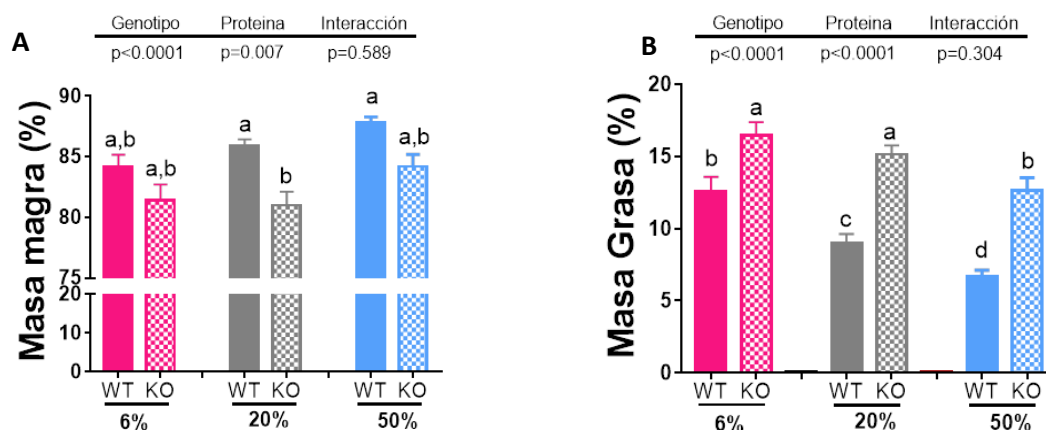 A
Genotipo Proteina Interacción
p<0.0001 p=0.007 p=0.589
Masa magra (%)
90
85
80
75
20
10
0
a,b
a,b
a
b
a
a,b
WT KO WT KO WT KO
6% 20% 50%
B
Genotipo Proteina Interacción
p<0.0001 p<0.0001 p=0.304
Masa Grasa (%)
20
15
10
5
0
b
a
c
a
d
b
WT KO WT KO WT KO
6% 20% 50%